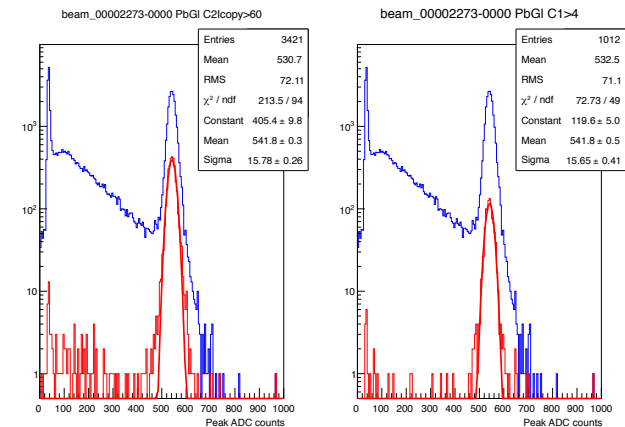 beam_00002273-0000 PbGl C2Icopy>60
Entries 3421
Mean 530.7
RMS 72.11
χ² / ndf 213.5 / 94
Constant 405.4 ± 9.8
Mean 541.8 ± 0.3
Sigma 15.78 ± 0.26
10³
10²
10
1
0 100 200 300 400 500 600 700 800 900 1000
Peak ADC counts
beam_00002273-0000 PbGl C1>4
Entries 1012
Mean 532.5
RMS 71.1
χ² / ndf 72.73 / 49
Constant 119.6 ± 5.0
Mean 541.8 ± 0.5
Sigma 15.65 ± 0.41
10³
10²
10
1
0 100 200 300 400 500 600 700 800 900 1000
Peak ADC counts